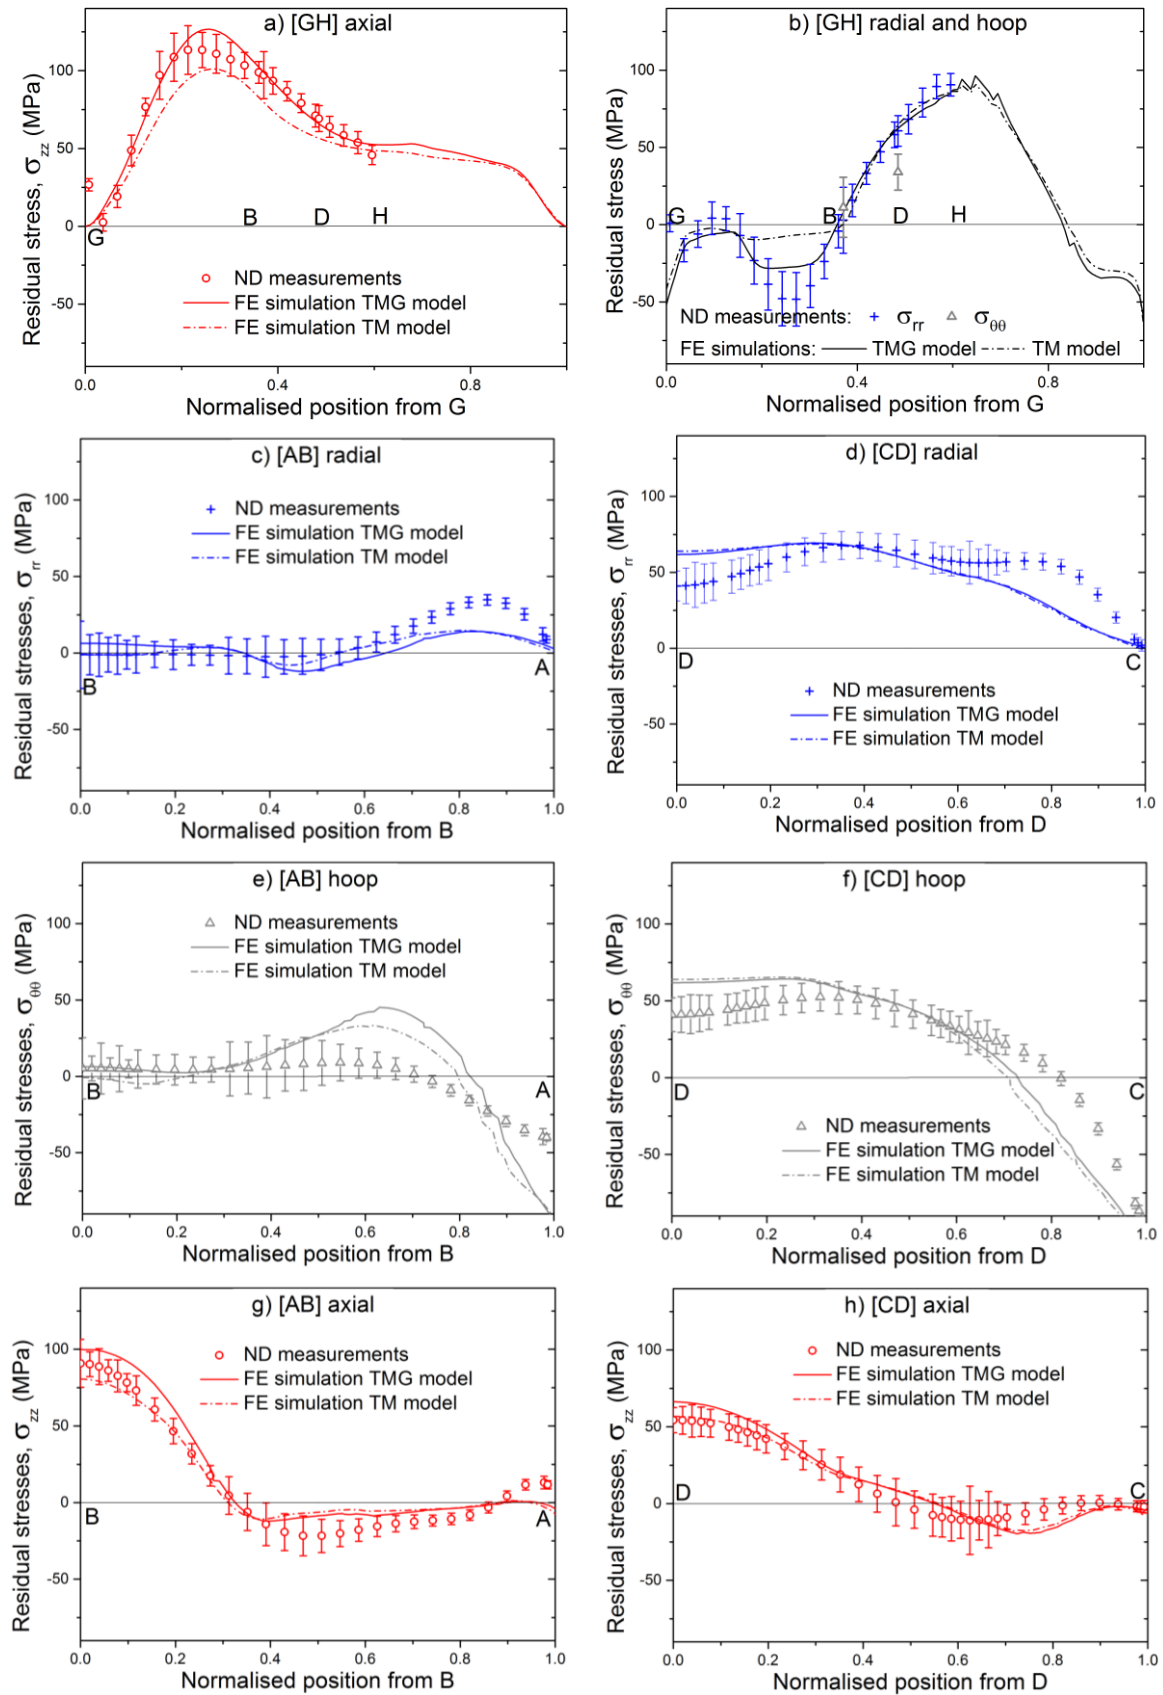 a) [GH] axial
Residual stress, σzz (MPa)
100
50
0
-50
B D H
G
ND measurements
FE simulation TMG model
FE simulation TM model
0.0 0.4 0.8
Normalised position from G
b) [GH] radial and hoop
Residual stress (MPa)
100
50
0
-50
G B D H
ND measurements: σrr σθθ
FE simulations: TMG model TM model
0.0 0.4 0.8
Normalised position from G
c) [AB] radial
Residual stresses, σrr (MPa)
100
50
0
-50
ND measurements
FE simulation TMG model
FE simulation TM model
B A
0.0 0.2 0.4 0.6 0.8 1.0
Normalised position from B
d) [CD] radial
Residual stresses, σrr (MPa)
100
50
0
-50
D C
ND measurements
FE simulation TMG model
FE simulation TM model
0.0 0.2 0.4 0.6 0.8 1.0
Normalised position from D
e) [AB] hoop
Residual stresses, σθθ (MPa)
100
50
0
-50
ND measurements
FE simulation TMG model
FE simulation TM model
B A
0.0 0.2 0.4 0.6 0.8 1.0
Normalised position from B
f) [CD] hoop
Residual stresses, σθθ (MPa)
100
50
0
-50
D C
ND measurements
FE simulation TMG model
FE simulation TM model
0.0 0.2 0.4 0.6 0.8 1.0
Normalised position from D
g) [AB] axial
Residual stresses, σzz (MPa)
100
50
0
-50
ND measurements
FE simulation TMG model
FE simulation TM model
B A
0.0 0.2 0.4 0.6 0.8 1.0
Normalised position from B
h) [CD] axial
Residual stresses, σzz (MPa)
100
50
0
-50
ND measurements
FE simulation TMG model
FE simulation TM model
D C
0.0 0.2 0.4 0.6 0.8 1.0
Normalised position from D